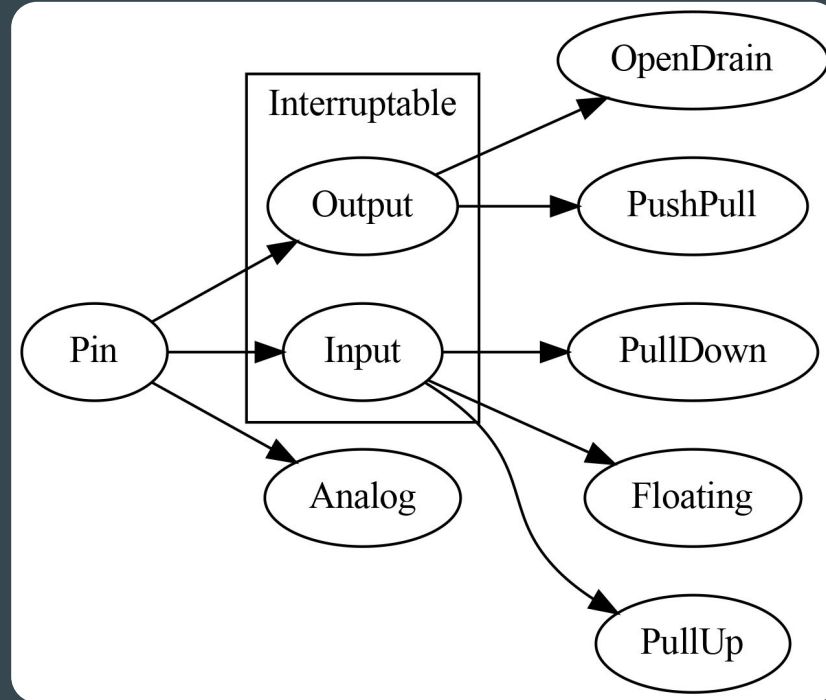 OpenDrain
Interruptable
Output
PushPull
Pin
Input
PullDown
Analog
Floating
PullUp